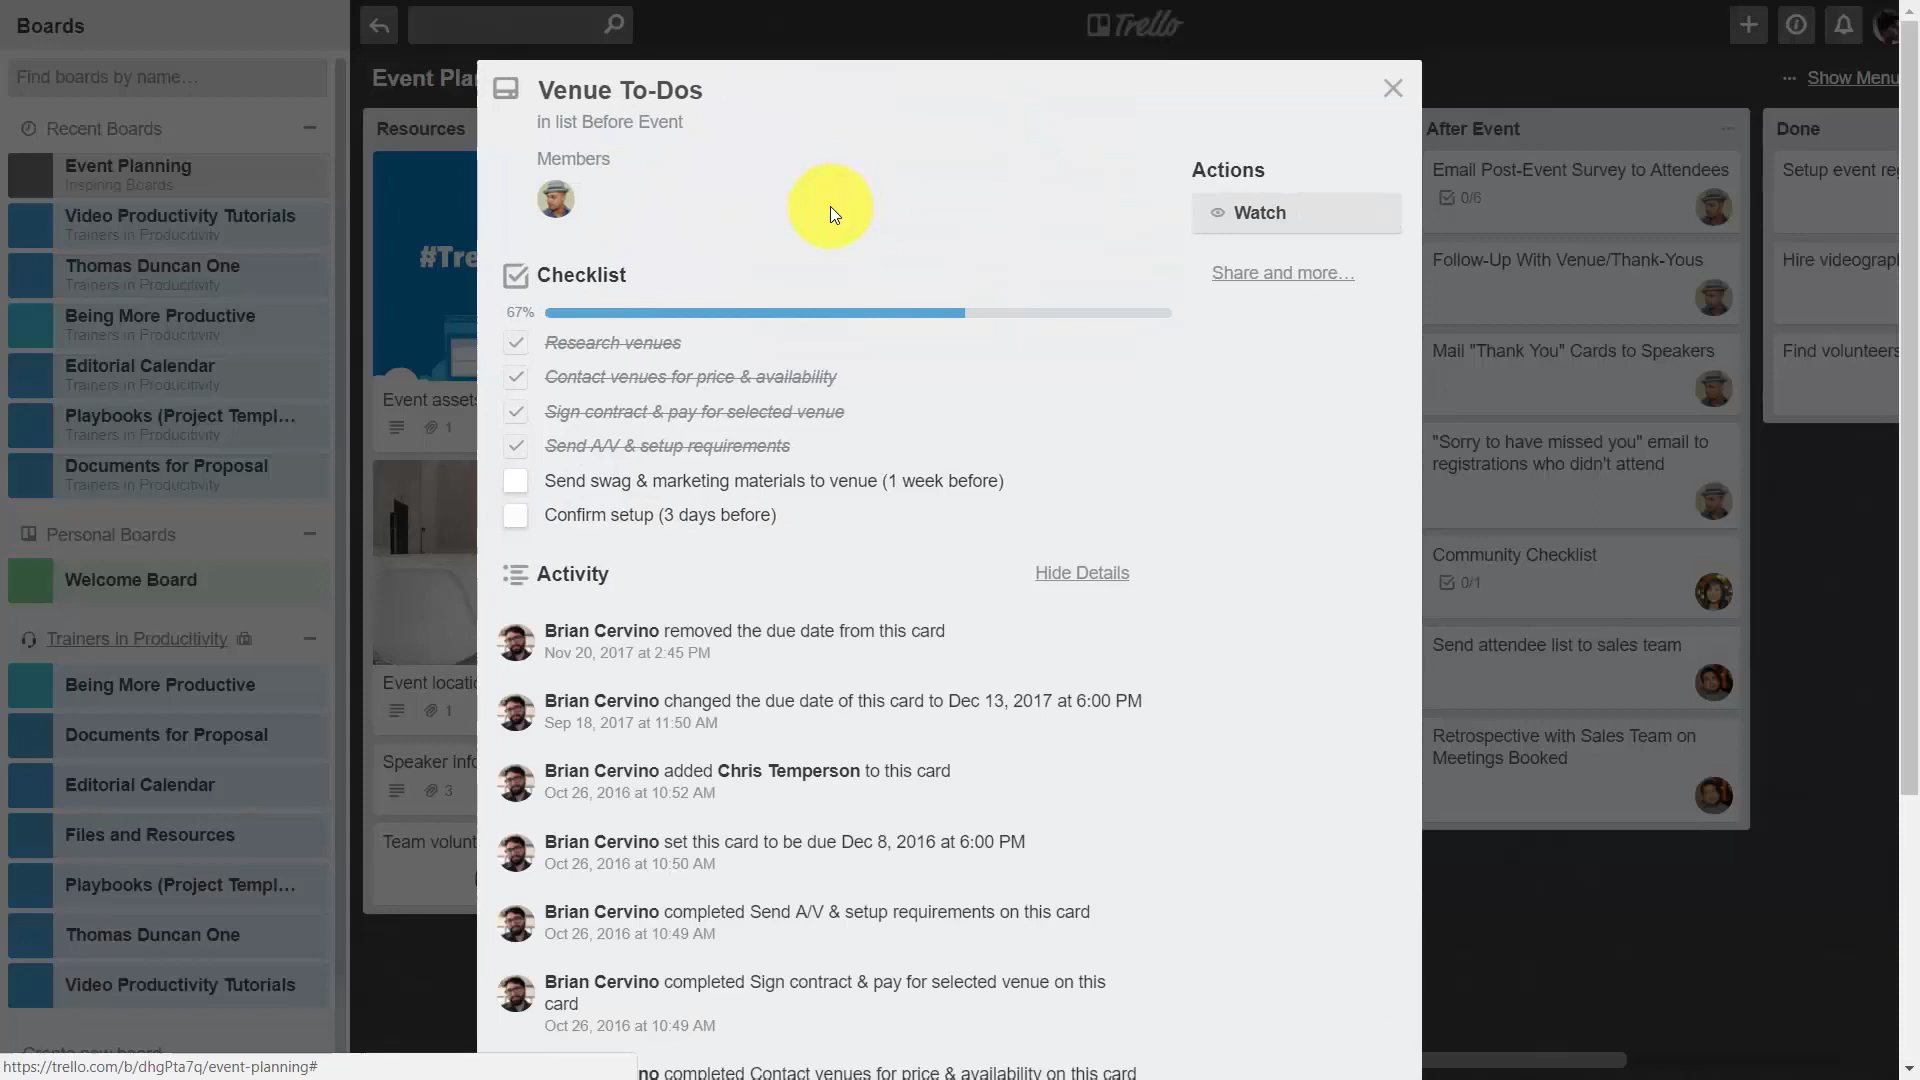 Boards
Find boards by name…
Recent Boards
Event Planning
Inspiring Boards
Video Productivity Tutorials
Trainers in Producitivity
Thomas Duncan One
Trainers in Producitivity
Being More Productive
Trainers in Producitivity
Editorial Calendar
Trainers in Producitivity
Playbooks (Project Templ…
Trainers in Producitivity
Documents for Proposal
Trainers in Producitivity
Personal Boards
Welcome Board
Trainers in Producitivity
Being More Productive
Documents for Proposal
Editorial Calendar
Files and Resources
Playbooks (Project Templ…
Thomas Duncan One
Video Productivity Tutorials
Create new board
https://trello.com/b/dhgPta7q/event-planning#
Trello
Event Pla
Show Menu
Resources
#Tre
Event asset
1
Event locati
1
Speaker info
3
Team volunt
Venue To-Dos
in list Before Event
Members
Checklist
67%
Research venues
Contact venues for price & availability
Sign contract & pay for selected venue
Send A/V & setup requirements
Send swag & marketing materials to venue (1 week before)
Confirm setup (3 days before)
Activity
Hide Details
Brian Cervino removed the due date from this card
Nov 20, 2017 at 2:45 PM
Brian Cervino changed the due date of this card to Dec 13, 2017 at 6:00 PM
Sep 18, 2017 at 11:50 AM
Brian Cervino added Chris Temperson to this card
Oct 26, 2016 at 10:52 AM
Brian Cervino set this card to be due Dec 8, 2016 at 6:00 PM
Oct 26, 2016 at 10:50 AM
Brian Cervino completed Send A/V & setup requirements on this card
Oct 26, 2016 at 10:49 AM
Brian Cervino completed Sign contract & pay for selected venue on this
card
Oct 26, 2016 at 10:49 AM
no completed Contact venues for price & availability on this card
Actions
Watch
Share and more…
After Event
Email Post-Event Survey to Attendees
0/6
Follow-Up With Venue/Thank-Yous
Mail "Thank You" Cards to Speakers
"Sorry to have missed you" email to
registrations who didn't attend
Community Checklist
0/1
Send attendee list to sales team
Retrospective with Sales Team on
Meetings Booked
Done
Setup event re
Hire videograp
Find volunteers